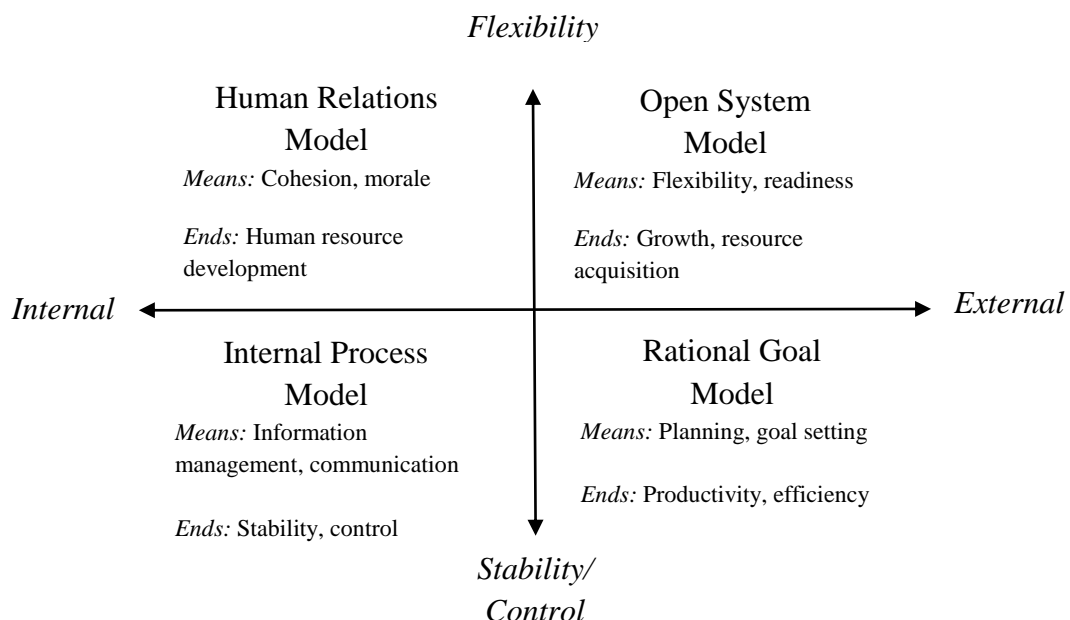 Flexibility
Human Relations
Model
Means: Cohesion, morale
Ends: Human resource
development
Open System
Model
Means: Flexibility, readiness
Ends: Growth, resource
acquisition
Internal
External
Internal Process
Model
Means: Information
management, communication
Ends: Stability, control
Rational Goal
Model
Means: Planning, goal setting
Ends: Productivity, efficiency
Stability/
Control